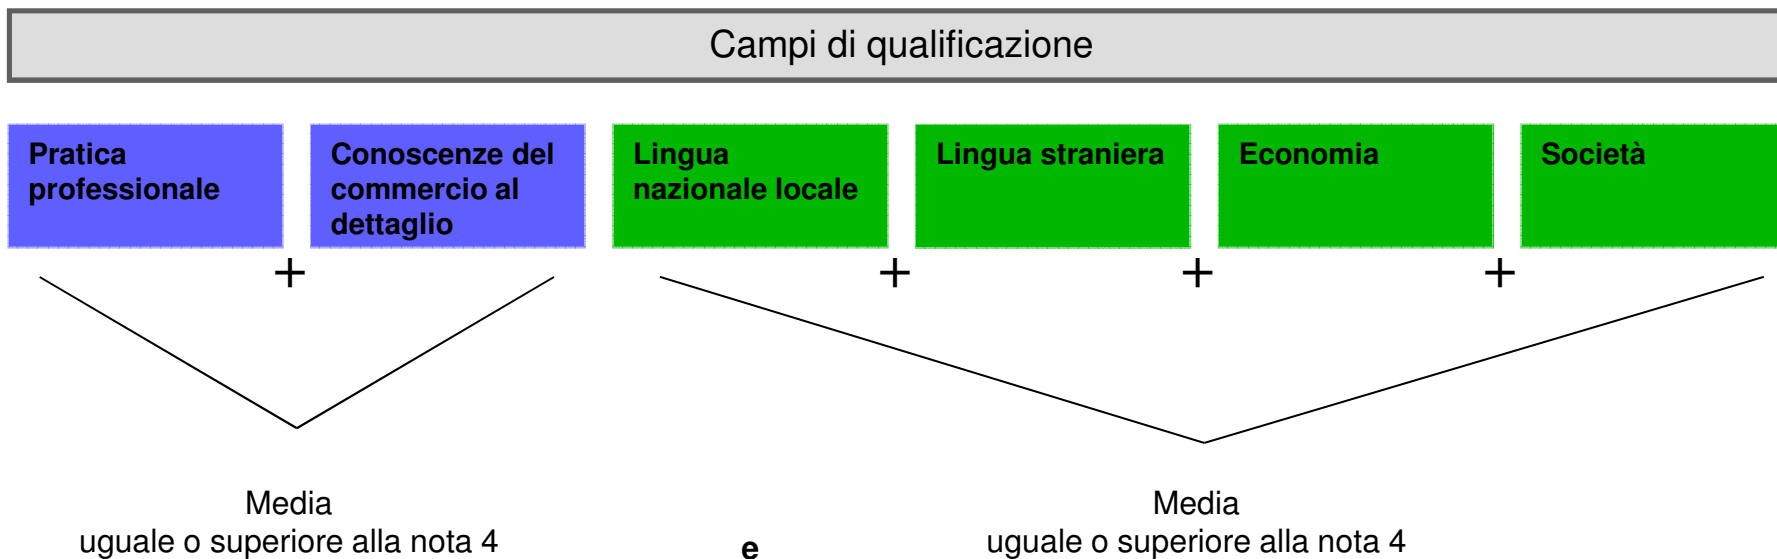 Campi di qualificazione
Pratica
professionale
Conoscenze del
commercio al
dettaglio
Lingua
nazionale locale
Lingua straniera
Economia
Società
+
+
+
+
Media
uguale o superiore alla nota 4
e
Media
uguale o superiore alla nota 4